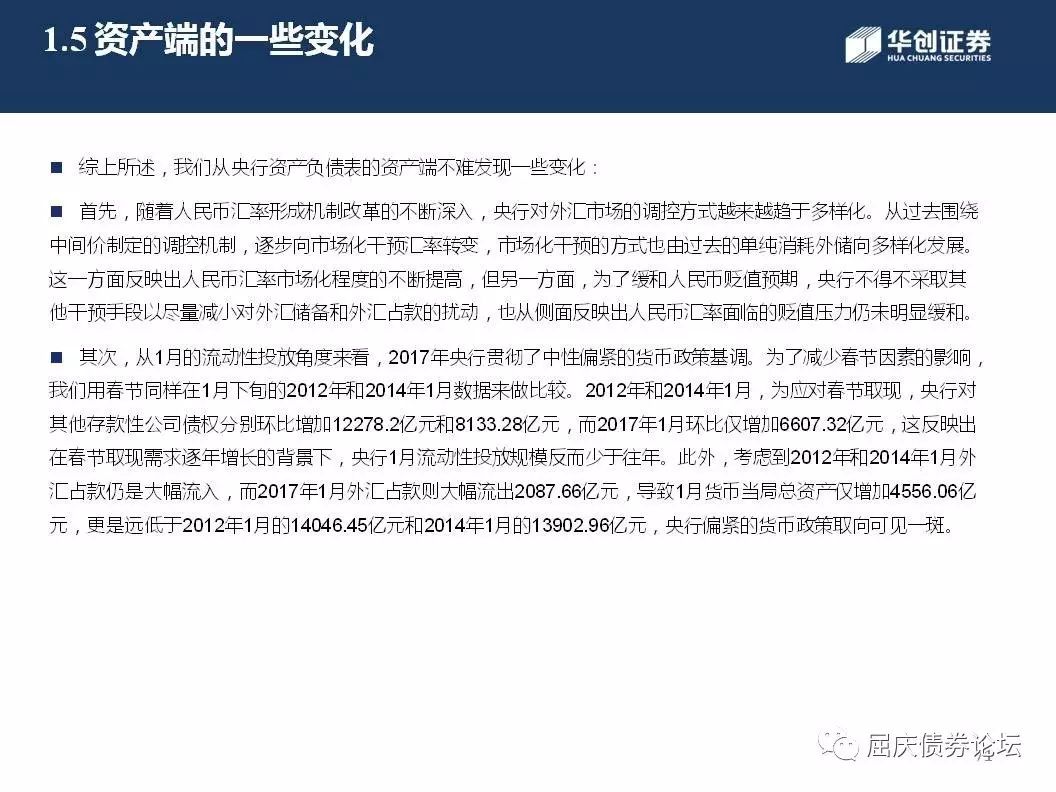 1.5 资产端的一些变化
华创证券
HUA CHUANG SECURITIES
■ 综上所述，我们从央行资产负债表的资产端不难发现一些变化：
■ 首先，随着人民币汇率形成机制改革的不断深入，央行对外汇市场的调控方式越来越趋于多样化。从过去围绕
中间价制定的调控机制，逐步向市场化干预汇率转变，市场化干预的方式也由过去的单纯消耗外储向多样化发展。
这一方面反映出人民币汇率市场化程度的不断提高，但另一方面，为了缓和人民币贬值预期，央行不得不采取其
他干预手段以尽量减小对外汇储备和外汇占款的扰动，也从侧面反映出人民币汇率面临的贬值压力仍未明显缓和。
■ 其次，从1月的流动性投放角度来看，2017年央行贯彻了中性偏紧的货币政策基调。为了减少春节因素的影响，
我们用春节同样在1月下旬的2012年和2014年1月数据来做比较。2012年和2014年1月，为应对春节取现，央行对
其他存款性公司债权分别环比增加12278.2亿元和8133.28亿元，而2017年1月环比仅增加6607.32亿元，这反映出
在春节取现需求逐年增长的背景下，央行1月流动性投放规模反而少于往年。此外，考虑到2012年和2014年1月外
汇占款仍是大幅流入，而2017年1月外汇占款则大幅流出2087.66亿元，导致1月货币当局总资产仅增加4556.06亿
元，更是远低于2012年1月的14046.45亿元和2014年1月的13902.96亿元，央行偏紧的货币政策取向可见一斑。
屈庆债券论坛